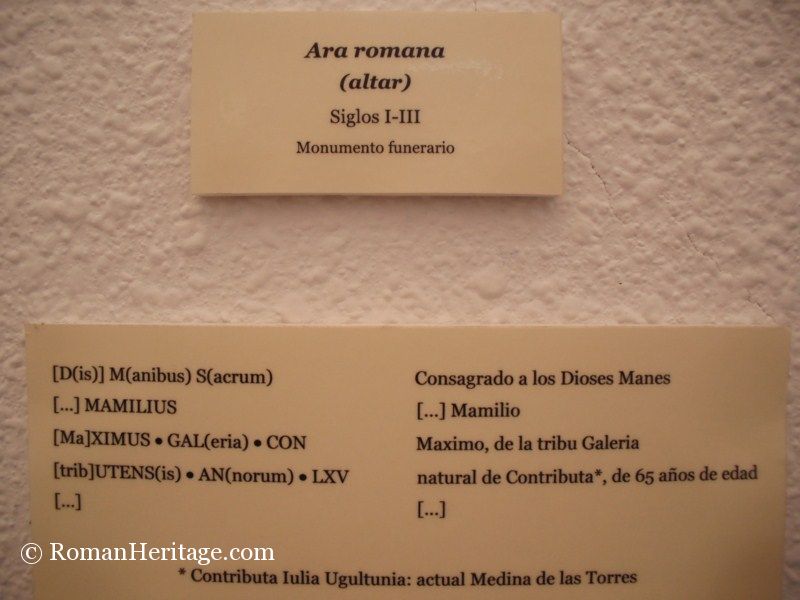 Ara romana
(altar)
Siglos I-III
Monumento funerario
[D(is)] M(anibus) S(acrum)
[...] MAMILIUS
[Ma]XIMUS • GAL(eria) • CON
[trib]UTENS(is) • AN(norum) • LXV
[...]
Consagrado a los Dioses Manes
[...] Mamilio
Maximo, de la tribu Galeria
natural de Contributa*, de 65 años de edad
[...]
© RomanHeritage.com
* Contributa Iulia Ugultunia: actual Medina de las Torres